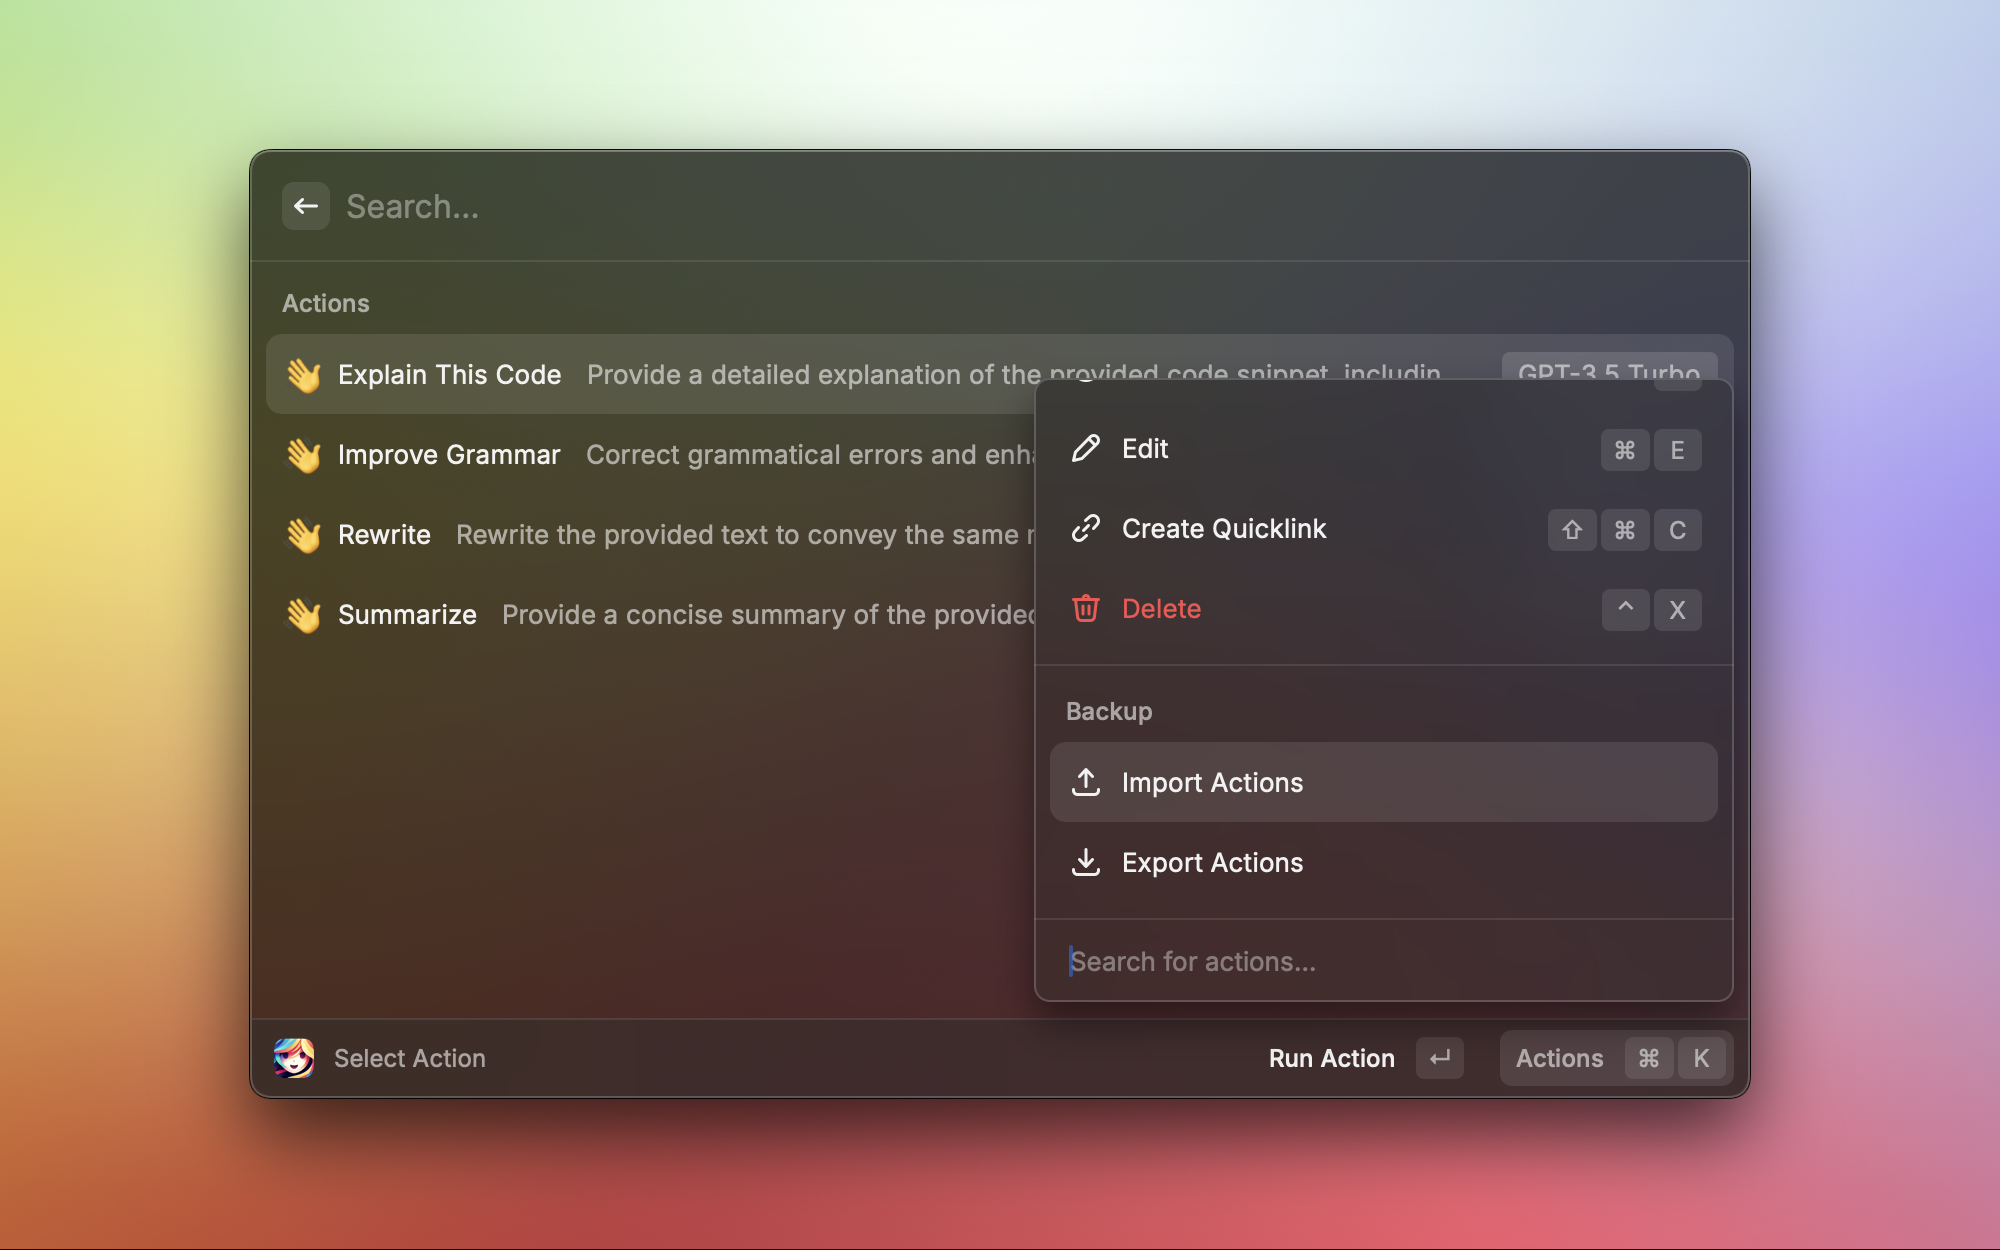 Search...
Actions
Explain This Code Provide a detailed explanation of the provided code snippet, includin GPT-3.5 Turbo
Improve Grammar Correct grammatical errors and enha
Rewrite Rewrite the provided text to convey the same
Summarize Provide a concise summary of the provided
Edit ⌘ E
Create Quicklink ⇧ ⌘ C
Delete ^ X
Backup
Import Actions
Export Actions
Search for actions...
Select Action Run Action ↵ Actions ⌘ K